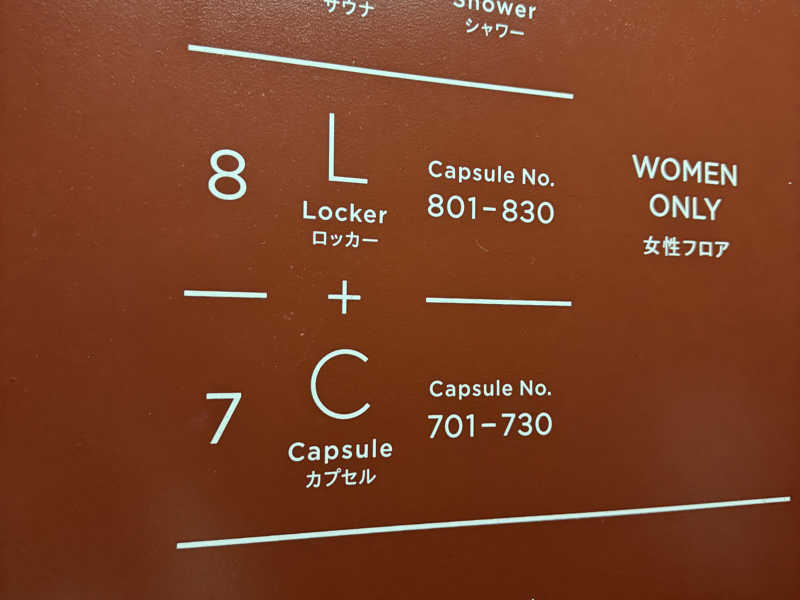 サウナ
Shower
シャワー
8
L
Locker
ロッカー
Capsule No.
801-830
WOMEN
ONLY
女性フロア
+
7
C
Capsule
カプセル
Capsule No.
701-730